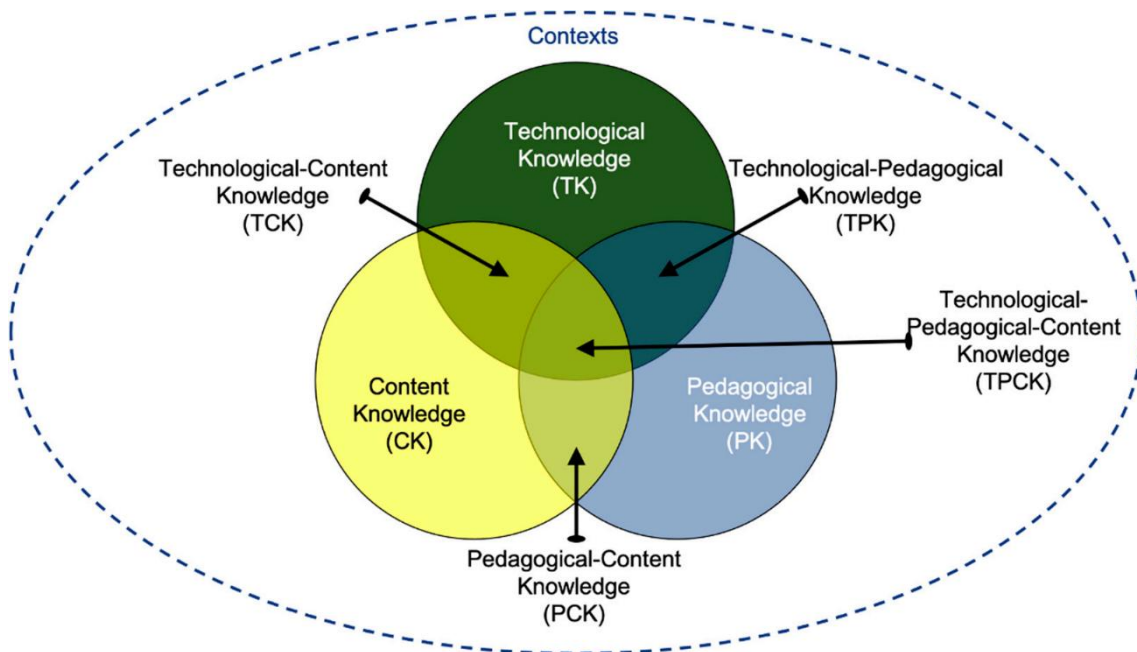 Contexts
Technological
Knowledge
(TK)
Technological-Content
Knowledge
(TCK)
Technological-Pedagogical
Knowledge
(TPK)
Technological-
Pedagogical-Content
Knowledge
(TPCK)
Content
Knowledge
(CK)
Pedagogical
Knowledge
(PK)
Pedagogical-Content
Knowledge
(PCK)